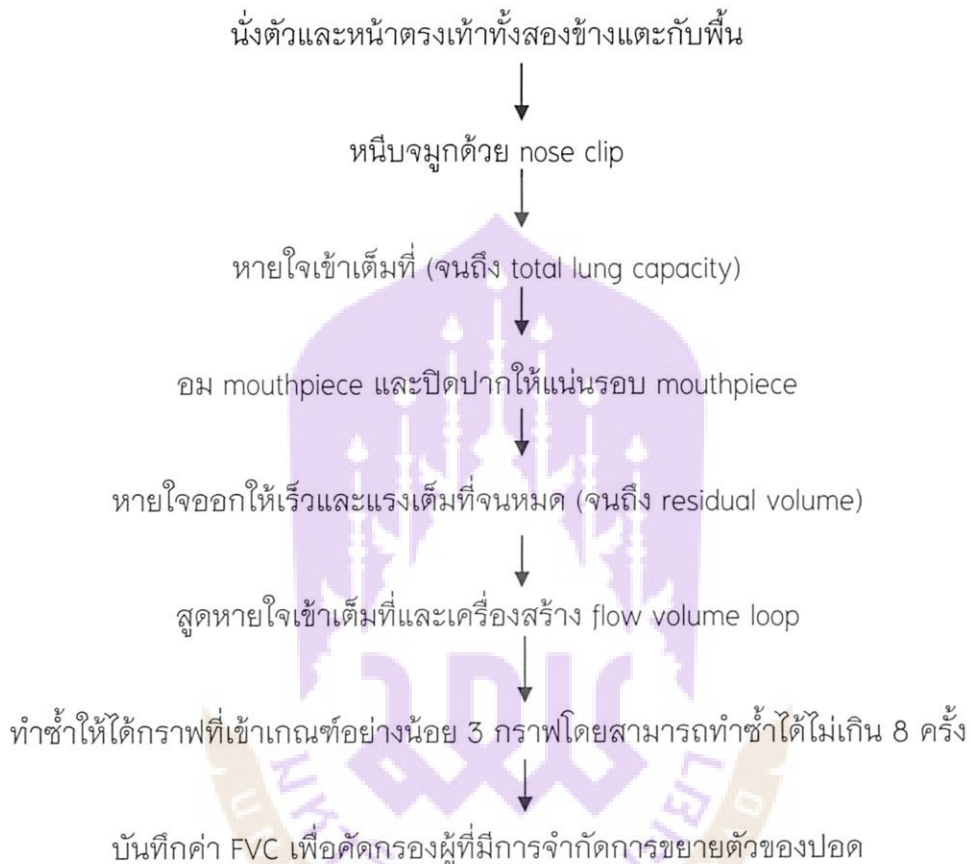 นั่งตัวและหน้าตรงเท้าทั้งสองข้างแตะกับพื้น
หนีบจมูกด้วย nose clip
หายใจเข้าเต็มที่ (จนถึง total lung capacity)
อม mouthpiece และปิดปากให้แน่นรอบ mouthpiece
หายใจออกให้เร็วและแรงเต็มที่จนหมด (จนถึง residual volume)
สูดหายใจเข้าเต็มที่และเครื่องสร้าง flow volume loop
ทำซ้ำให้ได้กราฟที่เข้าเกณฑ์อย่างน้อย 3 กราฟโดยสามารถทำซ้ำได้ไม่เกิน 8 ครั้ง
บันทึกค่า FVC เพื่อคัดกรองผู้ที่มีการจำกัดการขยายตัวของปอด